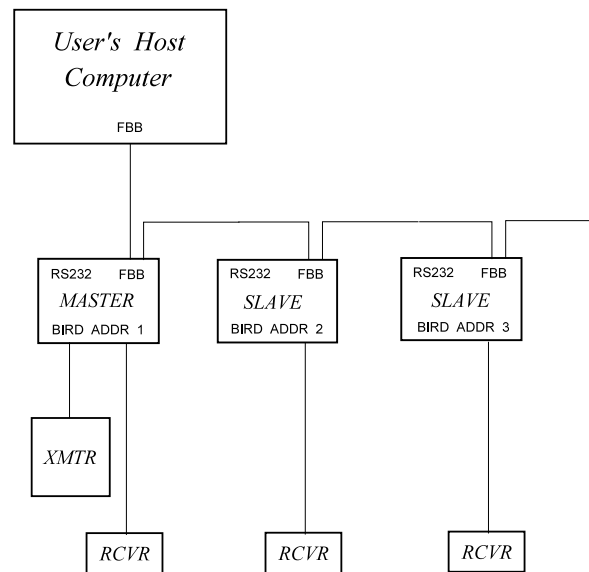 User's Host
Computer
FBB
RS232 FBB
MASTER
BIRD ADDR 1
RS232 FBB
SLAVE
BIRD ADDR 2
RS232 FBB
SLAVE
BIRD ADDR 3
XMTR
RCVR
RCVR
RCVR